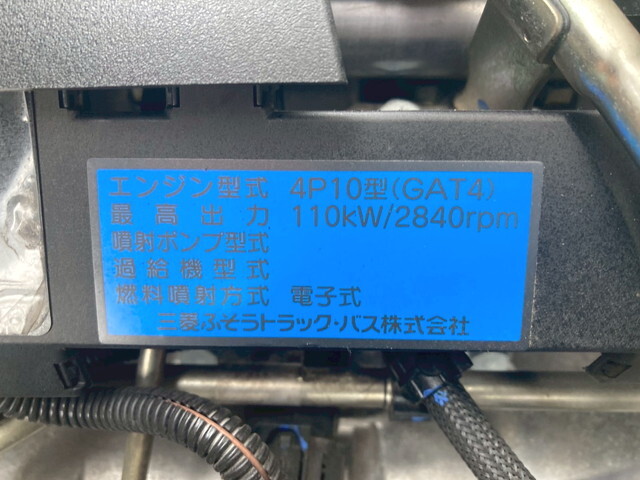 エンジン型式 4P10型(GAT4)
最高出力 110kW/2840rpm
噴射ポンプ型式
過給機型式
燃料噴射方式 電子式
三菱ふそうトラック・バス株式会社